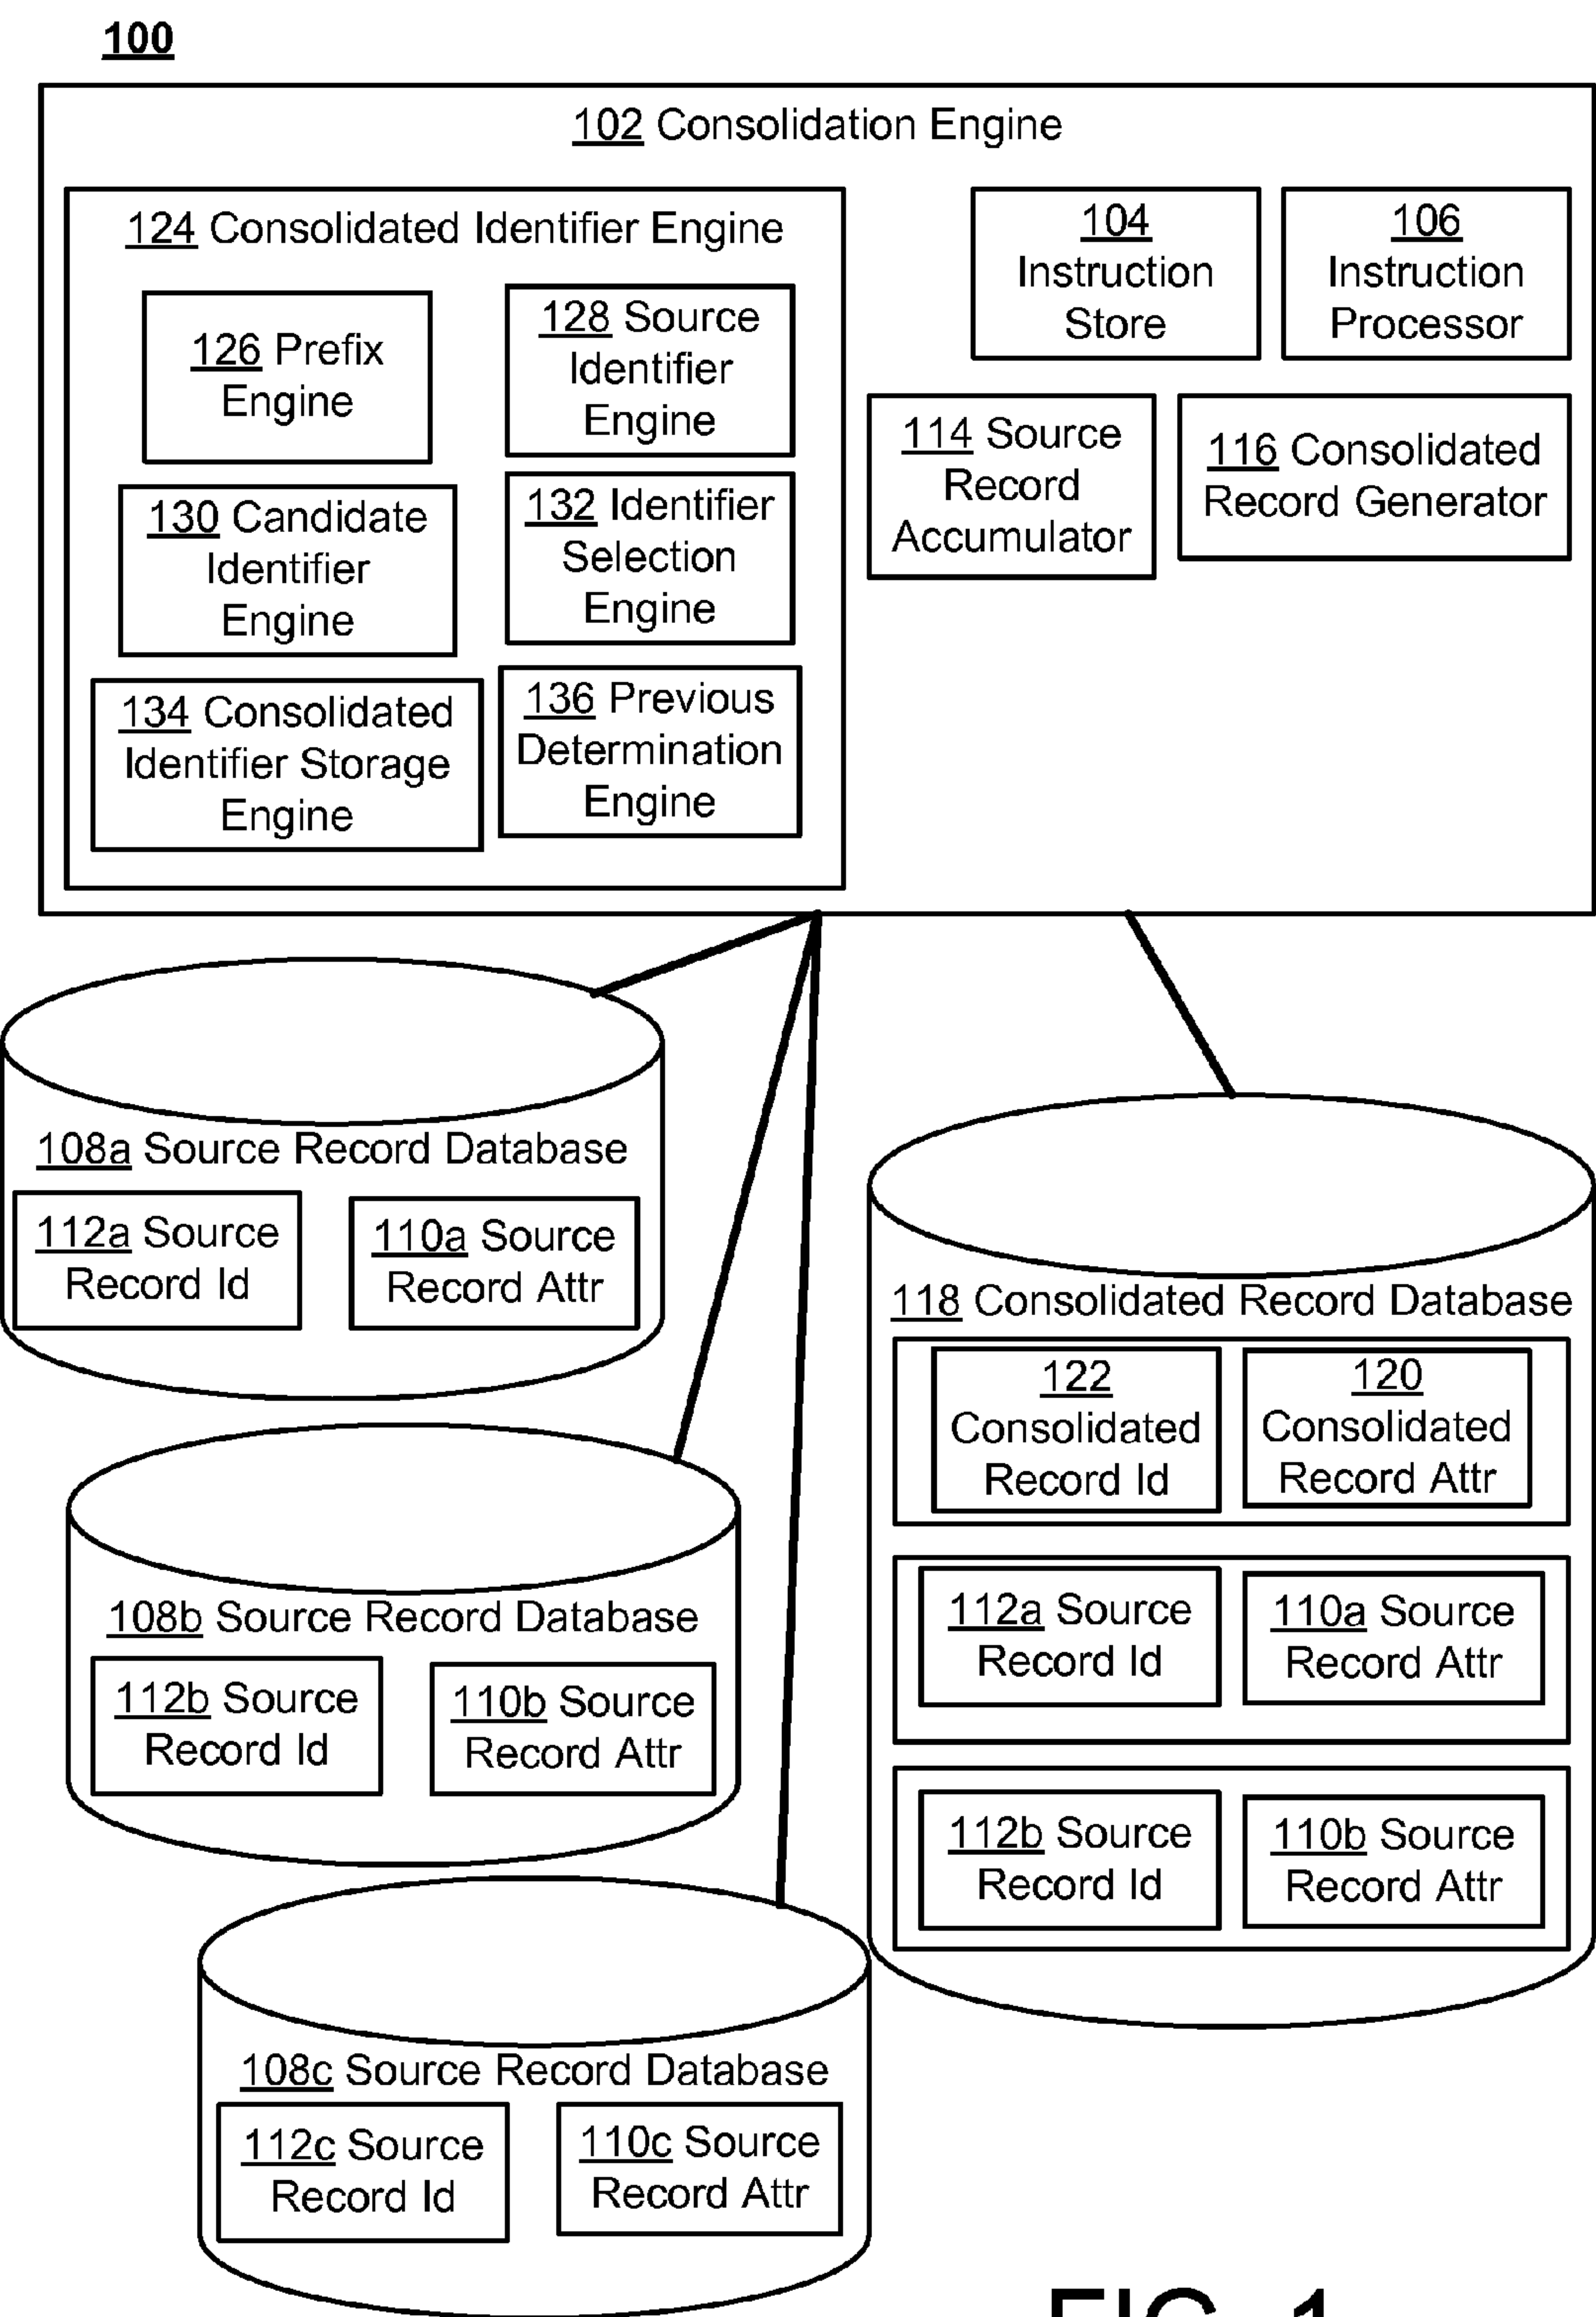 100
102 Consolidation Engine
124 Consolidated Identifier Engine
126 Prefix
Engine
128 Source
Identifier
Engine
130 Candidate
Identifier
Engine
132 Identifier
Selection
Engine
134 Consolidated
Identifier Storage
Engine
136 Previous
Determination
Engine
104
Instruction
Store
106
Instruction
Processor
114 Source
Record
Accumulator
116 Consolidated
Record Generator
108a Source Record Database
112a Source
Record Id
110a Source
Record Attr
108b Source Record Database
112b Source
Record Id
110b Source
Record Attr
108c Source Record Database
112c Source
Record Id
110c Source
Record Attr
118 Consolidated Record Database
122
Consolidated
Record Id
120
Consolidated
Record Attr
112a Source
Record Id
110a Source
Record Attr
112b Source
Record Id
110b Source
Record Attr
FIG. 1